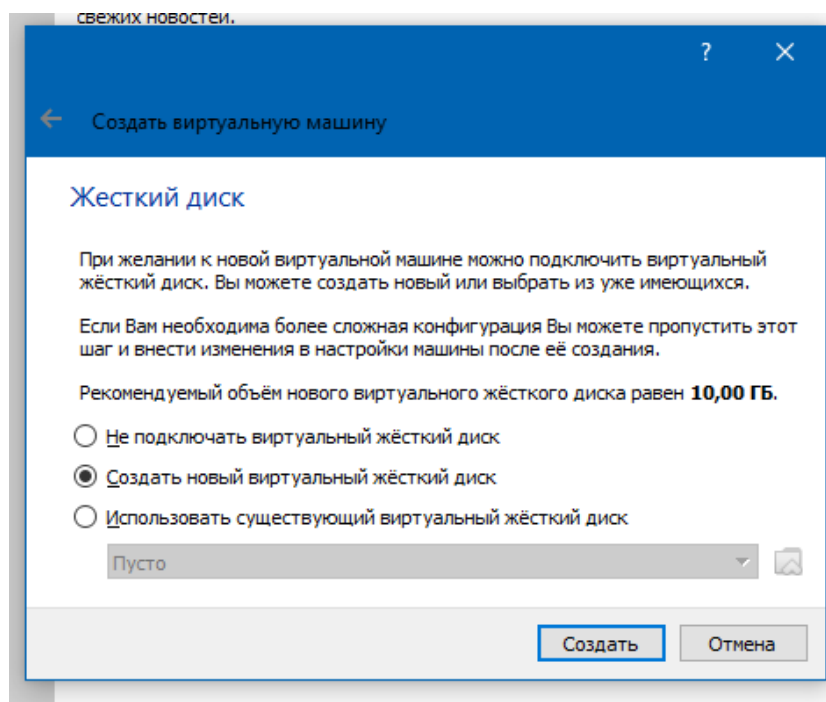 свежих новостей.
?
Создать виртуальную машину
Жесткий диск
При желании к новой виртуальной машине можно подключить виртуальный
жёсткий диск. Вы можете создать новый или выбрать из уже имеющихся.
Если Вам необходима более сложная конфигурация Вы можете пропустить этот
шаг и внести изменения в настройки машины после её создания.
Рекомендуемый объём нового виртуального жёсткого диска равен 10,00 ГБ.
Не подключать виртуальный жёсткий диск
Создать новый виртуальный жёсткий диск
Использовать существующий виртуальный жёсткий диск
Пусто
Создать Отмена